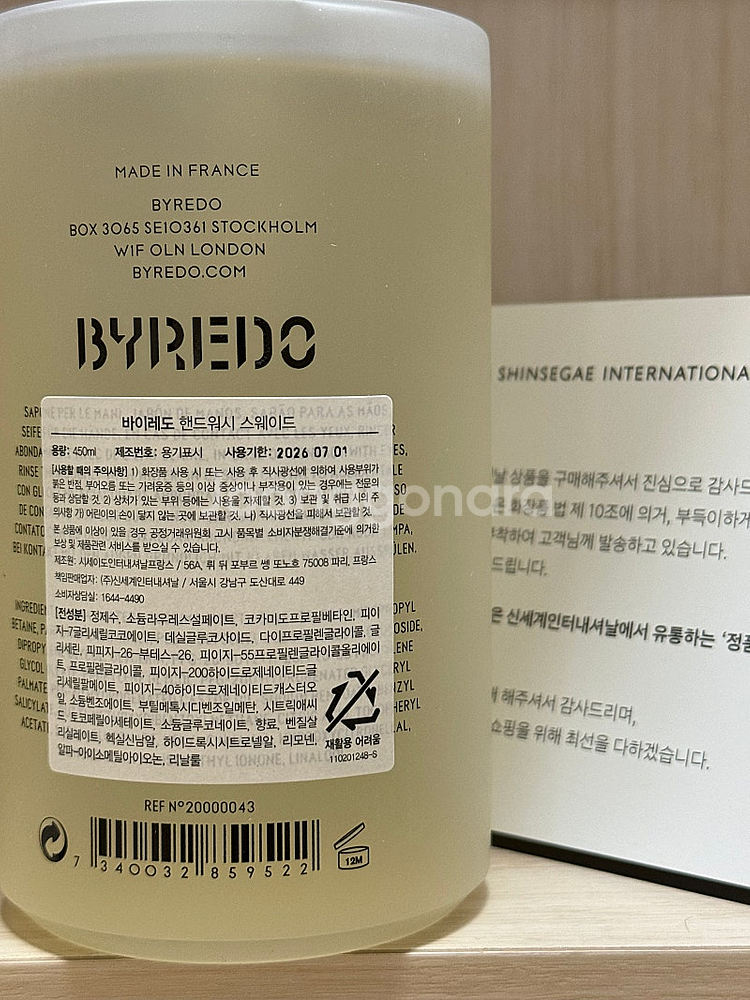 MADE IN FRANCE
BYREDO
BOX 3065 SE10361 STOCKHOLM
W1F OLN LONDON
BYREDO.COM
BYREDO
바이레도 핸드워시 스웨이드
용량: 450ml 제조번호: 용기표시 사용기한: 2026 07 01
[사용할 때의 주의사항] 1) 화장품 사용 시 또는 사용 후 직사광선에 의하여 사용부위가
붉은 반점, 부어오름 또는 가려움증 등의 이상 증상이나 부작용이 있는 경우에는 전문의
등과 상담할 것. 2) 상처가 있는 부위 등에는 사용을 자제할 것. 3) 보관 및 취급 시의 주
의사항 가) 어린이의 손이 닿지 않는 곳에 보관할 것. 나) 직사광선을 피해서 보관할 것.
본 상품에 이상이 있을 경우 공정거래위원회 고시 품목별 소비자분쟁해결기준에 의거한
보상 및 제품관련 서비스를 받으실 수 있습니다.
제조원: 시세이도인터내셔날프랑스 / 56A, 뤼 뒤 포부르 쌩 또노호 75008 파리, 프랑스
책임판매업자: (주)신세계인터내셔날 / 서울시 강남구 도산대로 449
소비자상담실: 1644-4490
[전성분] 정제수, 소듐라우레스설페이트, 코카미도프로필베타인, 피이
지-7글리세릴코코에이트, 데실글루코사이드, 다이프로필렌글라이콜, 글
리세린, 피피지-26-부테스-26, 피이지-55프로필렌글라이콜올리에이
트, 프로필렌글라이콜, 피이지-200하이드로제네이티드글
리세릴팔메이트, 피이지-40하이드로제네이티드캐스터오
일, 소듐벤조에이트, 부틸메톡시디벤조일메탄, 시트릭애씨
드, 토코페릴아세테이트, 소듐글루코네이트, 향료, 벤질살
리실레이트, 헥실신남알, 하이드록시시트로넬알, 리모넨,
알파-아이소메틸아이오논, 리날룰
재활용 어려움
110201248-S
REF Nº20000043
7 340032 859522
12M
SHINSEGAE INTERNATIONA
날 상품을 구매해주셔서 진심으로 감사드
화장품법 제 10조에 의거, 부득이하게
부착하여 고객님께 발송하고 있습니다.
드립니다.
은 신세계인터내셔날에서 유통하는 '정품
해주셔서 감사드리며,
쇼핑을 위해 최선을 다하겠습니다.